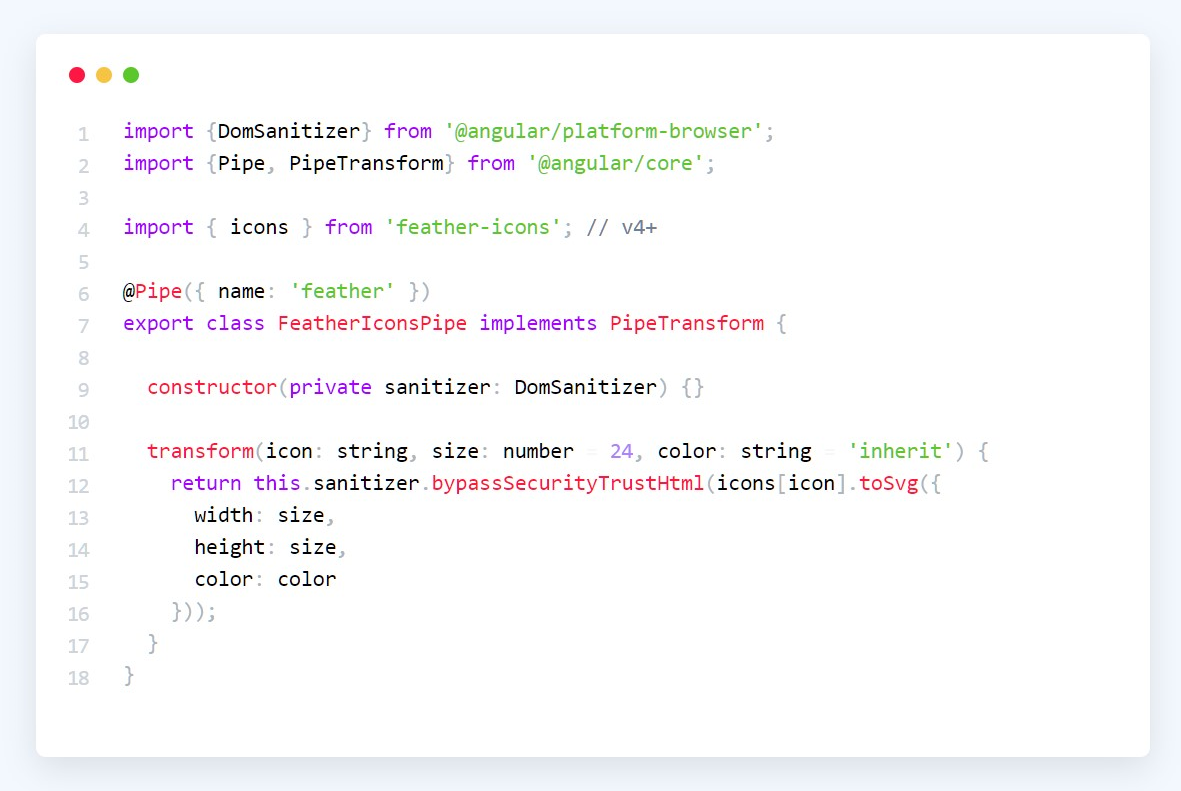 1 import {DomSanitizer} from '@angular/platform-browser';
2 import {Pipe, PipeTransform} from '@angular/core';
3
4 import { icons } from 'feather-icons'; // v4+
5
6 @Pipe({ name: 'feather' })
7 export class FeatherIconsPipe implements PipeTransform {
8
9   constructor(private sanitizer: DomSanitizer) {}
10
11   transform(icon: string, size: number = 24, color: string = 'inherit') {
12     return this.sanitizer.bypassSecurityTrustHtml(icons[icon].toSvg({
13       width: size,
14       height: size,
15       color: color
16     }));
17   }
18 }